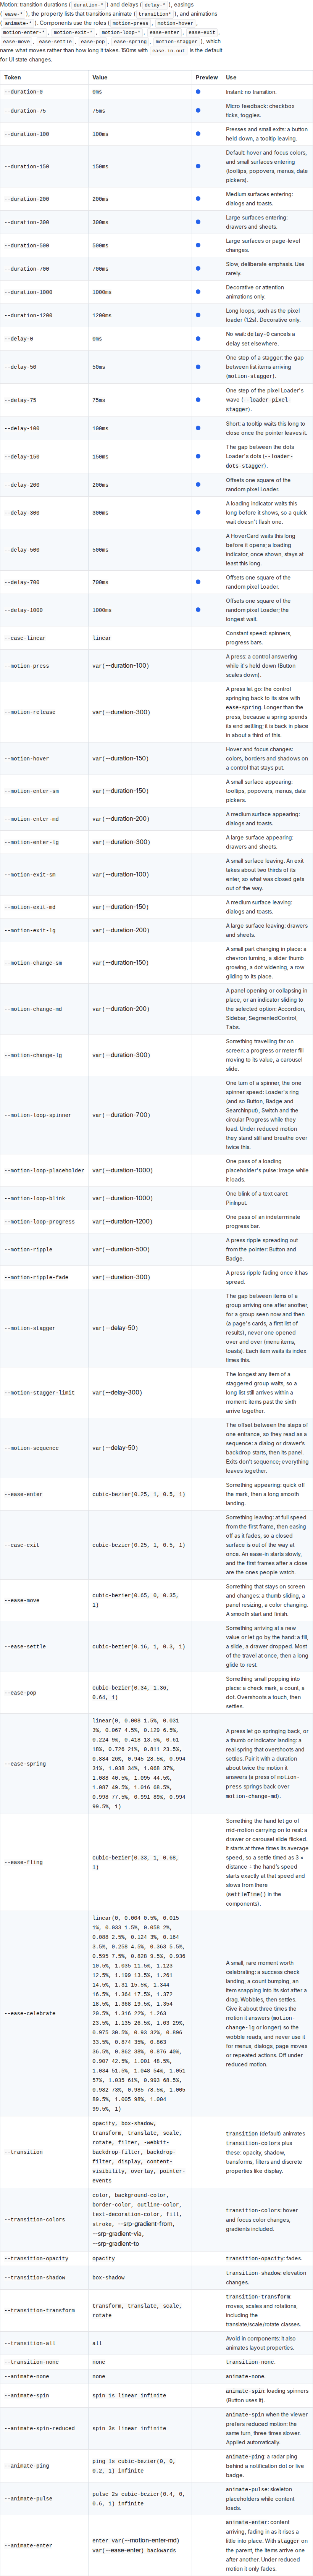 Motion: transition durations ( duration-* ) and delays ( delay-* ), easings
( ease-* ), the property lists that transitions animate ( transition* ), and animations
( animate-* ). Components use the roles ( motion-press , motion-hover ,
motion-enter-* , motion-exit-* , motion-loop-* , ease-enter , ease-exit ,
ease-move , ease-settle , ease-pop , ease-spring , motion-stagger ), which
name what moves rather than how long it takes. 150ms with ease-in-out is the default
for UI state changes.
Token Value Preview Use
--duration-0 0ms Instant: no transition.
--duration-75 75ms Micro feedback: checkbox
ticks, toggles.
--duration-100 100ms Presses and small exits: a button
held down, a tooltip leaving.
--duration-150 150ms Default: hover and focus colors,
and small surfaces entering
(tooltips, popovers, menus, date
pickers).
--duration-200 200ms Medium surfaces entering:
dialogs and toasts.
--duration-300 300ms Large surfaces entering:
drawers and sheets.
--duration-500 500ms Large surfaces or page-level
changes.
--duration-700 700ms Slow, deliberate emphasis. Use
rarely.
--duration-1000 1000ms Decorative or attention
animations only.
--duration-1200 1200ms Long loops, such as the pixel
loader (1.2s). Decorative only.
--delay-0 0ms No wait: delay-0 cancels a
delay set elsewhere.
--delay-50 50ms One step of a stagger: the gap
between list items arriving
(motion-stagger).
--delay-75 75ms One step of the pixel Loader's
wave (--loader-pixel-
stagger).
--delay-100 100ms Short: a tooltip waits this long to
close once the pointer leaves it.
--delay-150 150ms The gap between the dots
Loader's dots (--loader-
dots-stagger).
--delay-200 200ms Offsets one square of the
random pixel Loader.
--delay-300 300ms A loading indicator waits this
long before it shows, so a quick
wait doesn't flash one.
--delay-500 500ms A HoverCard waits this long
before it opens; a loading
indicator, once shown, stays at
least this long.
--delay-700 700ms Offsets one square of the
random pixel Loader.
--delay-1000 1000ms Offsets one square of the
random pixel Loader; the
longest wait.
--ease-linear linear Constant speed: spinners,
progress bars.
--motion-press var(--duration-100) A press: a control answering
while it's held down (Button
scales down).
--motion-release var(--duration-300) A press let go: the control
springing back to its size with
ease-spring. Longer than the
press, because a spring spends
its end settling; it is back in place
in about a third of this.
--motion-hover var(--duration-150) Hover and focus changes:
colors, borders and shadows on
a control that stays put.
--motion-enter-sm var(--duration-150) A small surface appearing:
tooltips, popovers, menus, date
pickers.
--motion-enter-md var(--duration-200) A medium surface appearing:
dialogs and toasts.
--motion-enter-lg var(--duration-300) A large surface appearing:
drawers and sheets.
--motion-exit-sm var(--duration-100) A small surface leaving. An exit
takes about two thirds of its
enter, so what was closed gets
out of the way.
--motion-exit-md var(--duration-150) A medium surface leaving:
dialogs and toasts.
--motion-exit-lg var(--duration-200) A large surface leaving: drawers
and sheets.
--motion-change-sm var(--duration-150) A small part changing in place: a
chevron turning, a slider thumb
growing, a dot widening, a row
gliding to its place.
--motion-change-md var(--duration-200) A panel opening or collapsing in
place, or an indicator sliding to
the selected option: Accordion,
Sidebar, SegmentedControl,
Tabs.
--motion-change-lg var(--duration-300) Something travelling far on
screen: a progress or meter fill
moving to its value, a carousel
slide.
--motion-loop-spinner var(--duration-700) One turn of a spinner, the one
spinner speed: Loader's ring
(and so Button, Badge and
SearchInput), Switch and the
circular Progress while they
load. Under reduced motion
they stand still and breathe over
twice this.
--motion-loop-placeholder var(--duration-1000) One pass of a loading
placeholder's pulse: Image while
it loads.
--motion-loop-blink var(--duration-1000) One blink of a text caret:
PinInput.
--motion-loop-progress var(--duration-1200) One pass of an indeterminate
progress bar.
--motion-ripple var(--duration-500) A press ripple spreading out
from the pointer: Button and
Badge.
--motion-ripple-fade var(--duration-300) A press ripple fading once it has
spread.
--motion-stagger var(--delay-50) The gap between items of a
group arriving one after another,
for a group seen now and then
(a page's cards, a first list of
results), never one opened
over and over (menu items,
toasts). Each item waits its index
times this.
--motion-stagger-limit var(--delay-300) The longest any item of a
staggered group waits, so a
long list still arrives within a
moment: items past the sixth
arrive together.
--motion-sequence var(--delay-50) The offset between the steps of
one entrance, so they read as a
sequence: a dialog or drawer's
backdrop starts, then its panel.
Exits don't sequence; everything
leaves together.
--ease-enter cubic-bezier(0.25, 1, 0.5, 1) Something appearing: quick off
the mark, then a long smooth
landing.
--ease-exit cubic-bezier(0.25, 1, 0.5, 1) Something leaving: at full speed
from the first frame, then easing
off as it fades, so a closed
surface is out of the way at
once. An ease-in starts slowly,
and the first frames after a close
are the ones people watch.
--ease-move cubic-bezier(0.65, 0, 0.35,
1) Something that stays on screen
and changes: a thumb sliding, a
panel resizing, a color changing.
A smooth start and finish.
--ease-settle cubic-bezier(0.16, 1, 0.3, 1) Something arriving at a new
value or let go by the hand: a fill,
a slide, a drawer dropped. Most
of the travel at once, then a long
glide to rest.
--ease-pop cubic-bezier(0.34, 1.36,
0.64, 1) Something small popping into
place: a check mark, a count, a
dot. Overshoots a touch, then
settles.
--ease-spring linear(0, 0.008 1.5%, 0.031
3%, 0.067 4.5%, 0.129 6.5%,
0.224 9%, 0.418 13.5%, 0.61
18%, 0.726 21%, 0.811 23.5%,
0.884 26%, 0.945 28.5%, 0.994
31%, 1.038 34%, 1.068 37%,
1.088 40.5%, 1.095 44.5%,
1.087 49.5%, 1.016 68.5%,
0.998 77.5%, 0.991 89%, 0.994
99.5%, 1) A press let go springing back, or
a thumb or indicator landing: a
real spring that overshoots and
settles. Pair it with a duration
about twice the motion it
answers (a press of motion-
press springs back over
motion-change-md).
--ease-fling cubic-bezier(0.33, 1, 0.68,
1) Something the hand let go of
mid-motion carrying on to rest: a
drawer or carousel slide flicked.
It starts at three times its average
speed, so a settle timed as 3 ×
distance ÷ the hand's speed
starts exactly at that speed and
slows from there
(settleTime() in the
components).
--ease-celebrate linear(0, 0.004 0.5%, 0.015
1%, 0.033 1.5%, 0.058 2%,
0.088 2.5%, 0.124 3%, 0.164
3.5%, 0.258 4.5%, 0.363 5.5%,
0.595 7.5%, 0.828 9.5%, 0.936
10.5%, 1.035 11.5%, 1.123
12.5%, 1.199 13.5%, 1.261
14.5%, 1.31 15.5%, 1.344
16.5%, 1.364 17.5%, 1.372
18.5%, 1.368 19.5%, 1.354
20.5%, 1.316 22%, 1.263
23.5%, 1.135 26.5%, 1.03 29%,
0.975 30.5%, 0.93 32%, 0.896
33.5%, 0.874 35%, 0.863
36.5%, 0.862 38%, 0.876 40%,
0.907 42.5%, 1.001 48.5%,
1.034 51.5%, 1.048 54%, 1.051
57%, 1.035 61%, 0.993 68.5%,
0.982 73%, 0.985 78.5%, 1.005
89.5%, 1.005 98%, 1.004
99.5%, 1) A small, rare moment worth
celebrating: a success check
landing, a count bumping, an
item snapping into its slot after a
drag. Wobbles, then settles.
Give it about three times the
motion it answers (motion-
change-lg or longer) so the
wobble reads, and never use it
for menus, dialogs, page moves
or repeated actions. Off under
reduced motion.
--transition opacity, box-shadow,
transform, translate, scale,
rotate, filter, -webkit-
backdrop-filter, backdrop-
filter, display, content-
visibility, overlay, pointer-
events transition (default) animates
transition-colors plus
these: opacity, shadow,
transforms, filters and discrete
properties like display.
--transition-colors color, background-color,
border-color, outline-color,
text-decoration-color, fill,
stroke, --srp-gradient-from,
--srp-gradient-via,
--srp-gradient-to transition-colors: hover
and focus color changes,
gradients included.
--transition-opacity opacity transition-opacity: fades.
--transition-shadow box-shadow transition-shadow: elevation
changes.
--transition-transform transform, translate, scale,
rotate transition-transform:
moves, scales and rotations,
including the
translate/scale/rotate classes.
--transition-all all Avoid in components: it also
animates layout properties.
--transition-none none transition-none.
--animate-none none animate-none.
--animate-spin spin 1s linear infinite animate-spin: loading spinners
(Button uses it).
--animate-spin-reduced spin 3s linear infinite animate-spin when the viewer
prefers reduced motion: the
same turn, three times slower.
Applied automatically.
--animate-ping ping 1s cubic-bezier(0, 0,
0.2, 1) infinite animate-ping: a radar ping
behind a notification dot or live
badge.
--animate-pulse pulse 2s cubic-bezier(0.4, 0,
0.6, 1) infinite animate-pulse: skeleton
placeholders while content
loads.
--animate-enter enter var(--motion-enter-md)
var(--ease-enter) backwards animate-enter: content
arriving, fading in as it rises a
little into place. With stagger on
the parent, the items arrive one
after another. Under reduced
motion it only fades.